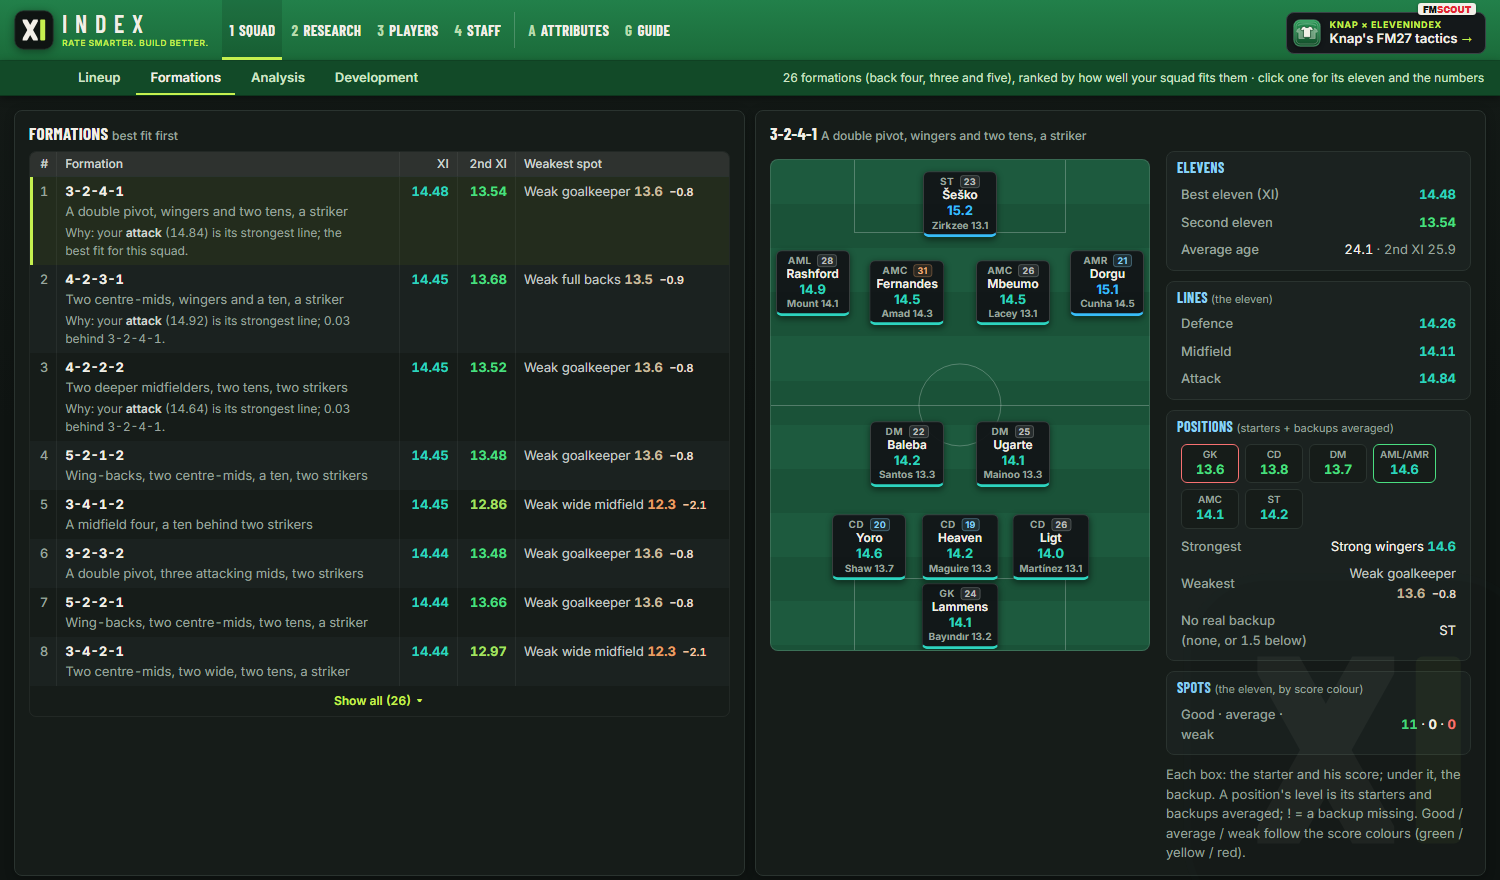 XI INDEX
RATE SMARTER. BUILD BETTER.
1 SQUAD
2 RESEARCH
3 PLAYERS
4 STAFF
A ATTRIBUTES
G GUIDE
FMSCOUT
KNAP × ELEVENINDEX
Knap's FM27 tactics →
Lineup
Formations
Analysis
Development
26 formations (back four, three and five), ranked by how well your squad fits them · click one for its eleven and the numbers
FORMATIONS best fit first
# Formation XI 2nd XI Weakest spot
1 3-2-4-1 14.48 13.54 Weak goalkeeper 13.6 −0.8
A double pivot, wingers and two tens, a striker
Why: your attack (14.84) is its strongest line; the
best fit for this squad.
2 4-2-3-1 14.45 13.68 Weak full backs 13.5 −0.9
Two centre-mids, wingers and a ten, a striker
Why: your attack (14.92) is its strongest line; 0.03
behind 3-2-4-1.
3 4-2-2-2 14.45 13.52 Weak goalkeeper 13.6 −0.8
Two deeper midfielders, two tens, two strikers
Why: your attack (14.64) is its strongest line; 0.03
behind 3-2-4-1.
4 5-2-1-2 14.45 13.48 Weak goalkeeper 13.6 −0.8
Wing-backs, two centre-mids, a ten, two strikers
5 3-4-1-2 14.45 12.86 Weak wide midfield 12.3 −2.1
A midfield four, a ten behind two strikers
6 3-2-3-2 14.44 13.48 Weak goalkeeper 13.6 −0.8
A double pivot, three attacking mids, two strikers
7 5-2-2-1 14.44 13.66 Weak goalkeeper 13.6 −0.8
Wing-backs, two centre-mids, two tens, a striker
8 3-4-2-1 14.44 12.97 Weak wide midfield 12.3 −2.1
Two centre-mids, two wide, two tens, a striker
Show all (26)
3-2-4-1 A double pivot, wingers and two tens, a striker
ST 23
Šeško
15.2
Zirkzee 13.1
AML 28
Rashford
14.9
Mount 14.1
AMC 31
Fernandes
14.5
Amad 14.3
AMC 26
Mbeumo
14.5
Lacey 13.1
AMR 21
Dorgu
15.1
Cunha 14.5
DM 22
Baleba
14.2
Santos 13.3
DM 25
Ugarte
14.1
Mainoo 13.3
CD 20
Yoro
14.6
Shaw 13.7
CD 19
Heaven
14.2
Maguire 13.3
CD 26
Ligt
14.0
Martínez 13.1
GK 24
Lammens
14.1
Bayındır 13.2
ELEVENS
Best eleven (XI) 14.48
Second eleven 13.54
Average age 24.1 · 2nd XI 25.9
LINES (the eleven)
Defence 14.26
Midfield 14.11
Attack 14.84
POSITIONS (starters + backups averaged)
GK 13.6
CD 13.8
DM 13.7
AML/AMR 14.6
AMC 14.1
ST 14.2
Strongest Strong wingers 14.6
Weakest Weak goalkeeper
13.6 −0.8
No real backup
(none, or 1.5 below) ST
SPOTS (the eleven, by score colour)
Good · average ·
weak 11 · 0 · 0
Each box: the starter and his score; under it, the
backup. A position's level is its starters and
backups averaged; ! = a backup missing. Good /
average / weak follow the score colours (green /
yellow / red).